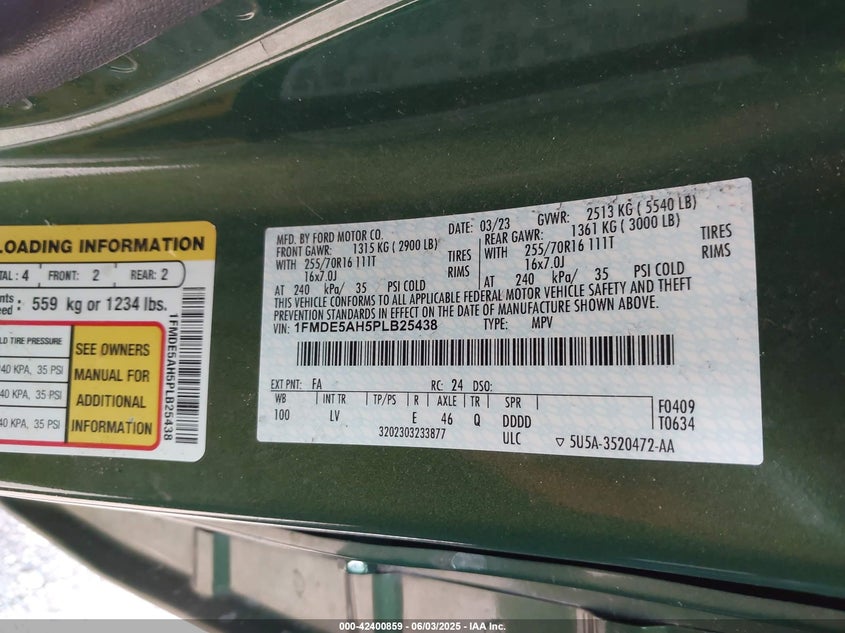 LOADING INFORMATION
TAL : 4 FRONT: 2 REAR: 2
559 kg or 1234 lbs.
TIRE PRESSURE
40 KPA, 35 PSI
40 KPA, 35 PSI
40 KPA, 35 PSI
SEE OWNERS
MANUAL FOR
ADDITIONAL
INFORMATION
1FMDE5AH5PLB25438
MFD. BY FORD MOTOR CO. DATE: 03/23 GVWR: 2513 KG ( 5540 LB)
FRONT GAWR: 1315 KG ( 2900 LB) REAR GAWR: 1361 KG ( 3000 LB)
WITH 255/70R16 111T TIRES WITH 255/70R16 111T TIRES
16x7.0J RIMS 16x7.0J RIMS
AT 240 kPa/ 35 PSI COLD AT 240 kPa/ 35 PSI COLD
THIS VEHICLE CONFORMS TO ALL APPLICABLE FEDERAL MOTOR VEHICLE SAFETY AND THEFT
PREVENTION STANDARDS IN EFFECT ON THE DATE OF MANUFACTURE SHOWN ABOVE.
VIN: 1FMDE5AH5PLB25438 TYPE: MPV
EXT PNT: FA RC: 24 DSO:
WB INT TR TP/PS R AXLE TR SPR
100 LV E 46 Q DDDD
F0409
T0634
3202303233877 ULC ▽ 5U5A-3520472-AA
000-42400859 - 06/03/2025 - IAA Inc.